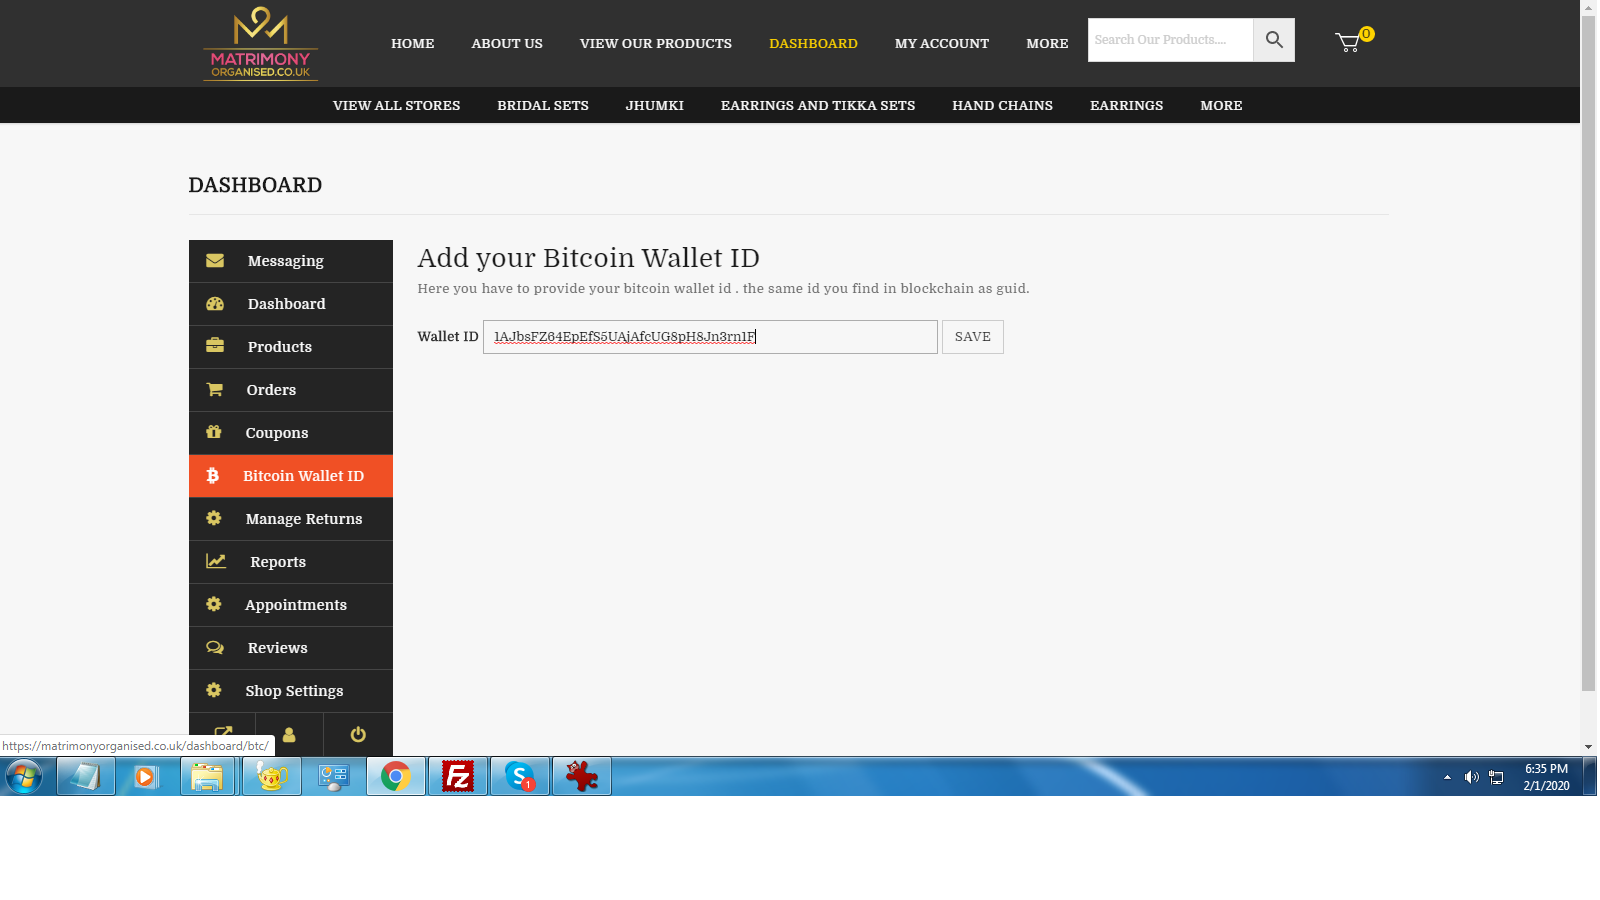 MATRIMONY
ORGANISED.CO.UK
HOME ABOUT US VIEW OUR PRODUCTS DASHBOARD MY ACCOUNT MORE
Search Our Products....
0
VIEW ALL STORES BRIDAL SETS JHUMKI EARRINGS AND TIKKA SETS HAND CHAINS EARRINGS MORE
DASHBOARD
Messaging
Dashboard
Products
Orders
Coupons
Bitcoin Wallet ID
Manage Returns
Reports
Appointments
Reviews
Shop Settings
Add your Bitcoin Wallet ID
Here you have to provide your bitcoin wallet id . the same id you find in blockchain as guid.
Wallet ID 1AJbsFZ64EpEfS5UAjAfcUG8pH8Jn3rn1F SAVE
https://matrimonyorganised.co.uk/dashboard/btc/
Fz
S
1
6:35 PM
2/1/2020